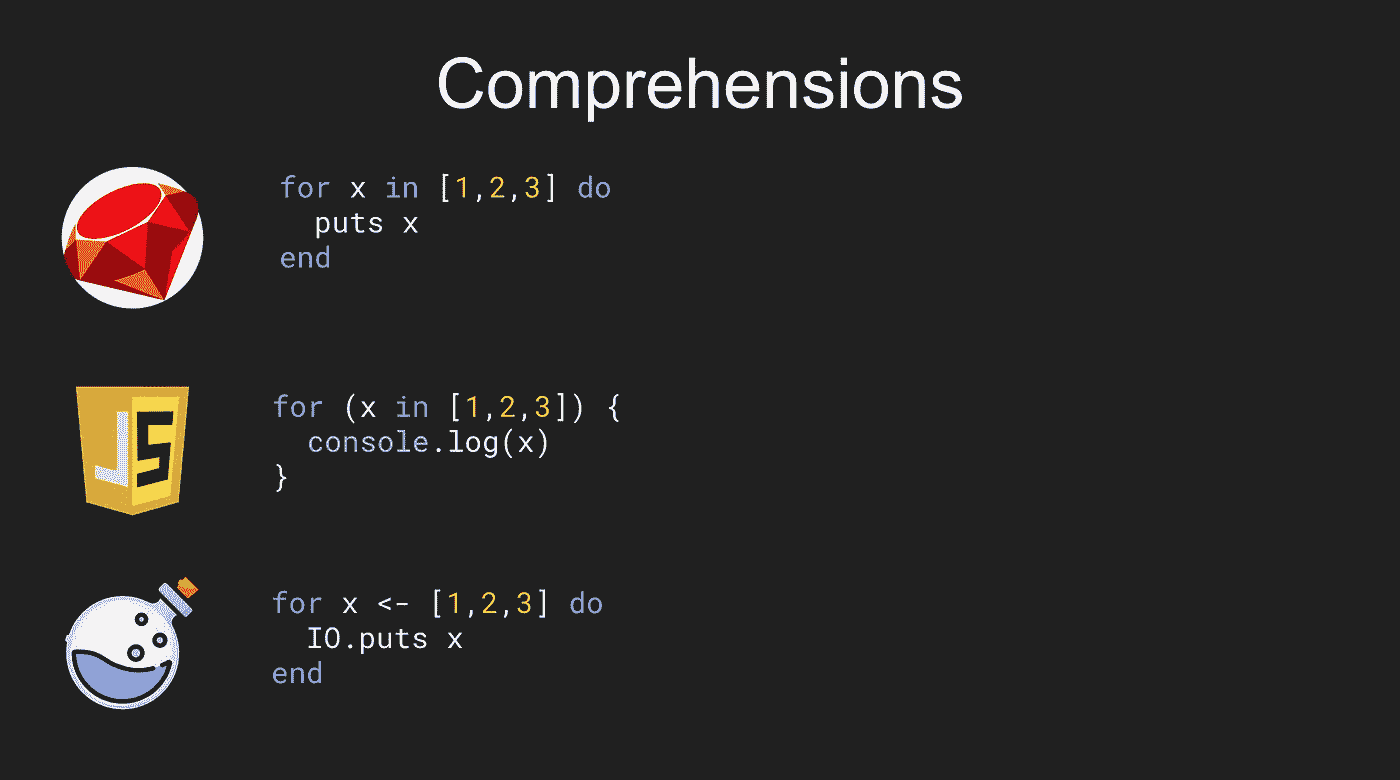 Comprehensions
for x in [1,2,3] do
  puts x
end
JS
for (x in [1,2,3]) {
  console.log(x)
}
for x <- [1,2,3] do
  IO.puts x
end